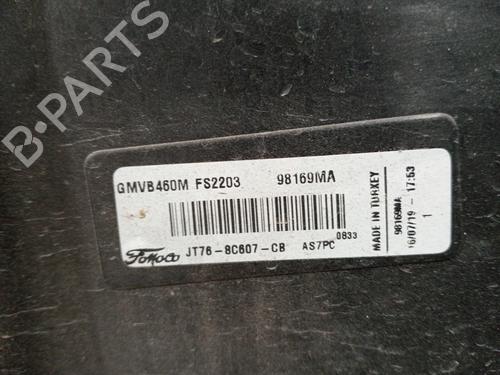 B-PARTS
GMVB460M FS2203 98169MA
0833
FoMoCo JT76-8C607-CB AS7PC
MADE IN TURKEY
98169MA
16/07/19 - 17:53
1